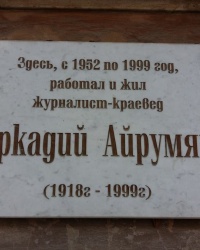 Здесь, с 1952 по 1999 год,
работал и жил
журналист-краевед
ркадий Айрумя
(1918г - 1999г)